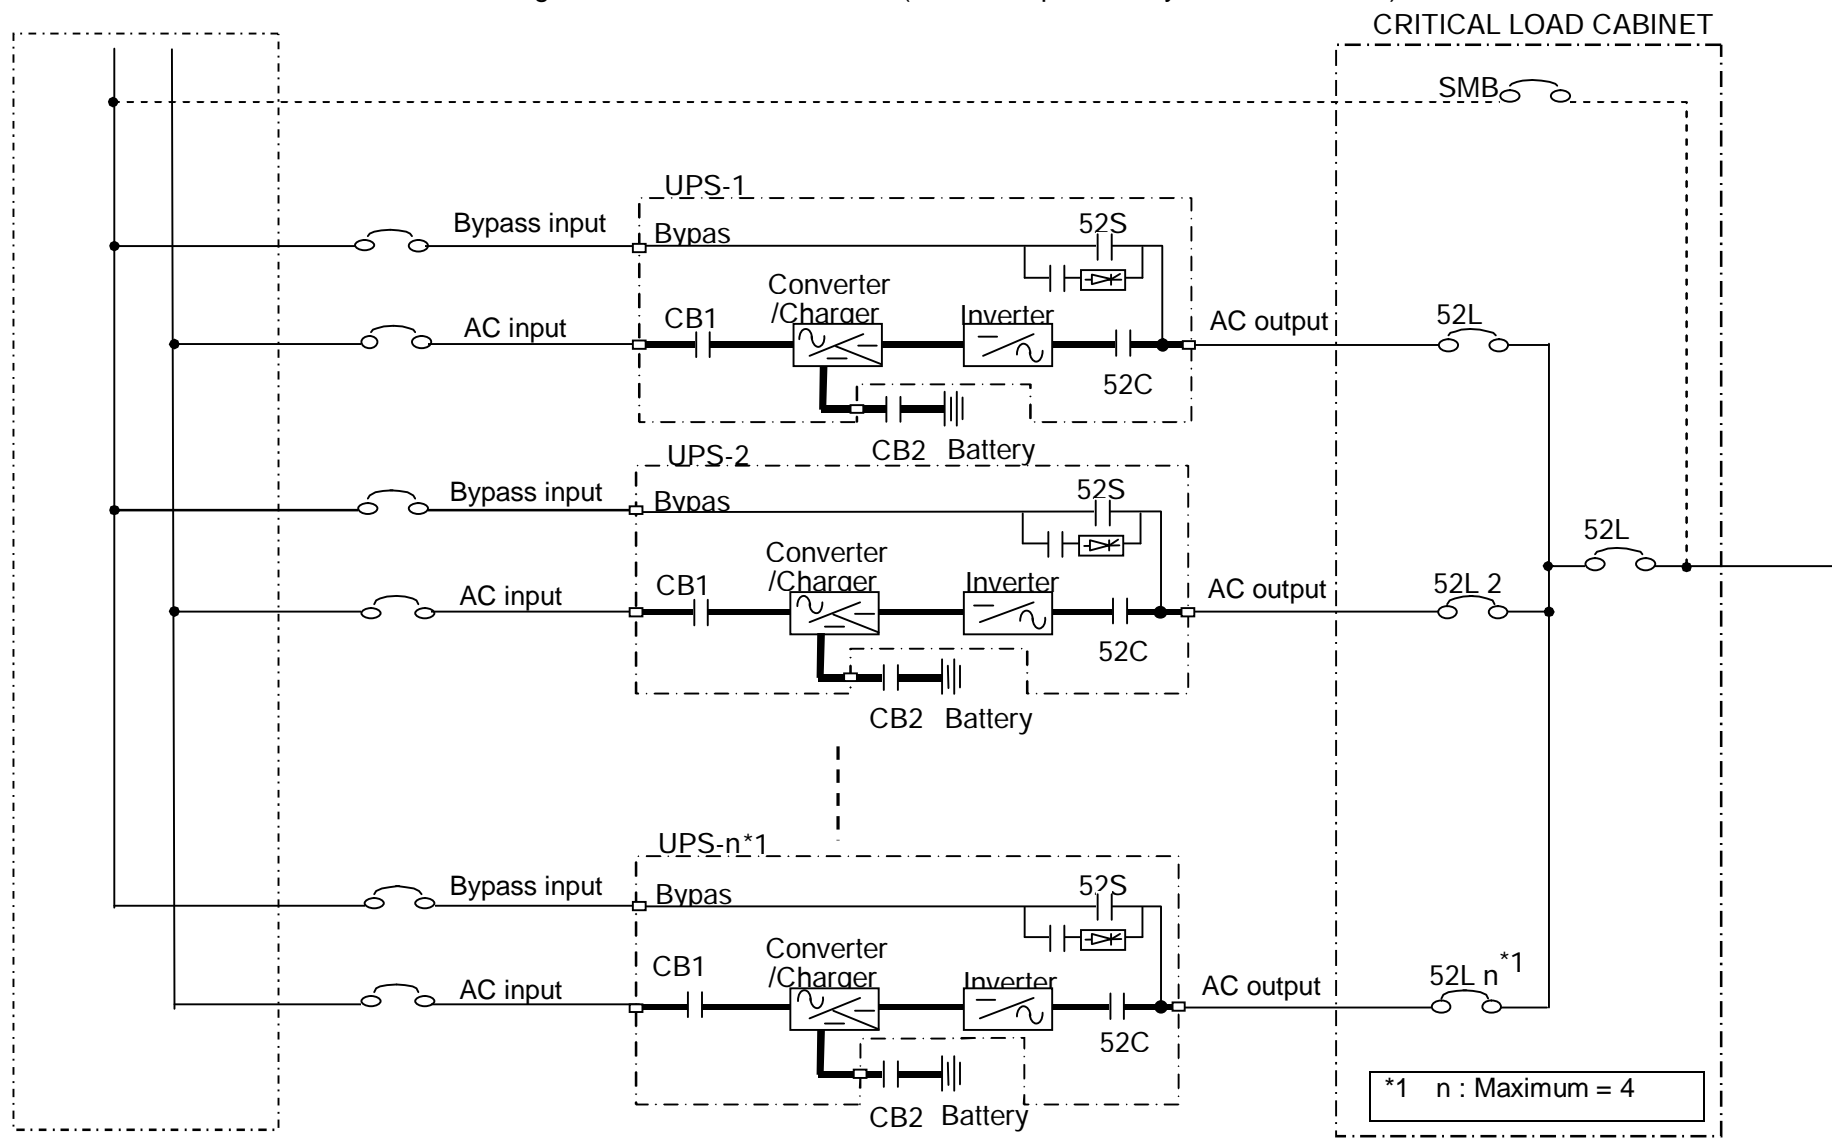 CRITICAL LOAD CABINET
SMB
UPS-1
Bypass input
Bypas
52S
Converter
/Charger
Inverter
CB1
AC input
AC output
52L
52C
CB2 Battery
UPS-2
Bypass input
Bypas
52S
Converter
/Charger
Inverter
CB1
AC input
AC output
52L 2
52L
52C
CB2 Battery
UPS-n*1
Bypass input
Bypas
52S
Converter
/Charger
Inverter
CB1
AC input
AC output
52L n *1
52C
CB2 Battery
*1 n : Maximum = 4